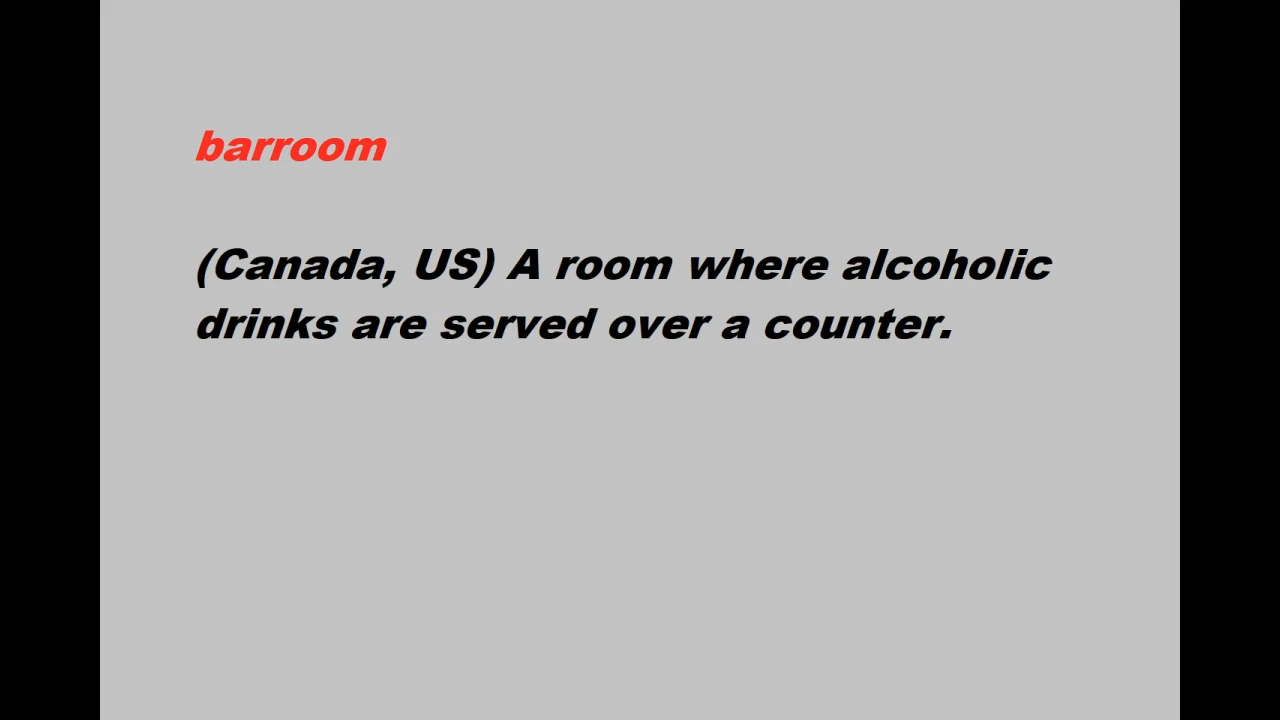 barroom
(Canada, US) A room where alcoholic
drinks are served over a counter.